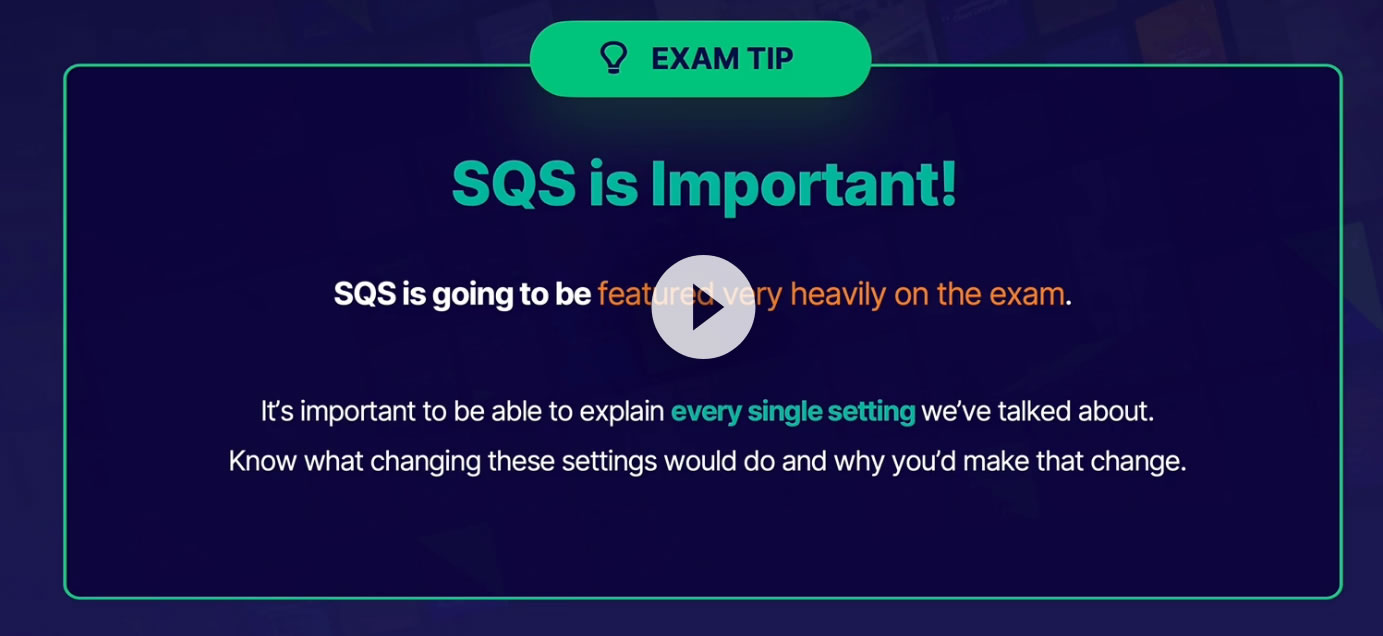 EXAM TIP
SQS is Important!
SQS is going to be featured very heavily on the exam.
It's important to be able to explain every single setting we've talked about.
Know what changing these settings would do and why you'd make that change.